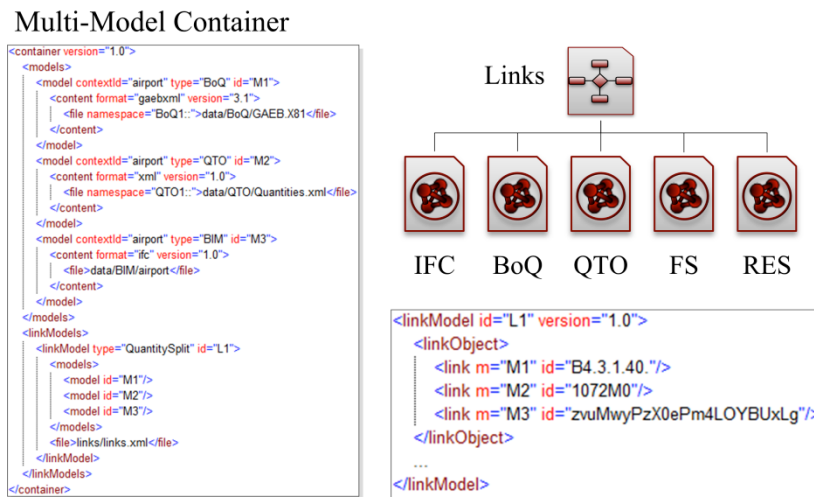 Multi-Model Container
<container version="1.0">
<models>
<model contextId="airport" type="BoQ" id="M1">
<content format="gaebxml" version="3.1">
<file namespace="BoQ1::">data/BoQ/GAEB.X81</file>
</content>
</model>
<model contextId="airport" type="QTO" id="M2">
<content format="xml" version="1.0">
<file namespace="QTO1::">data/QTO/Quantities.xml</file>
</content>
</model>
<model contextId="airport" type="BIM" id="M3">
<content format="ifc" version="1.0">
<file>data/BIM/airport</file>
</content>
</model>
</models>
<linkModels>
<linkModel type="QuantitySplit" id="L1">
<models>
<model id="M1"/>
<model id="M2"/>
<model id="M3"/>
</models>
<file>links/links.xml</file>
</linkModel>
</linkModels>
</container>
Links
IFC BoQ QTO FS RES
<linkModel id="L1" version="1.0">
<linkObject>
<link m="M1" id="B4.3.1.40."/>
<link m="M2" id="1072M0"/>
<link m="M3" id="zvuMwyPzX0ePm4LOYBUxLg"/>
</linkObject>
...
</linkModel>